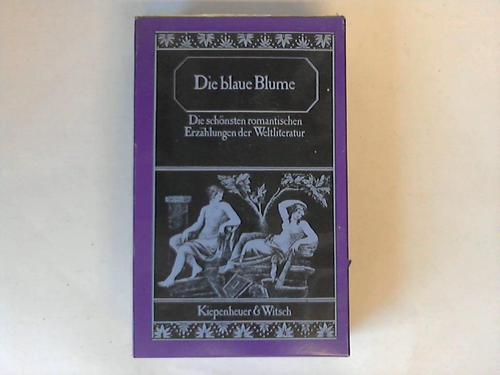 Die blaue Blume
Die schönsten romantischen
Erzählungen der Weltliteratur
Kiepenheuer & Witsch